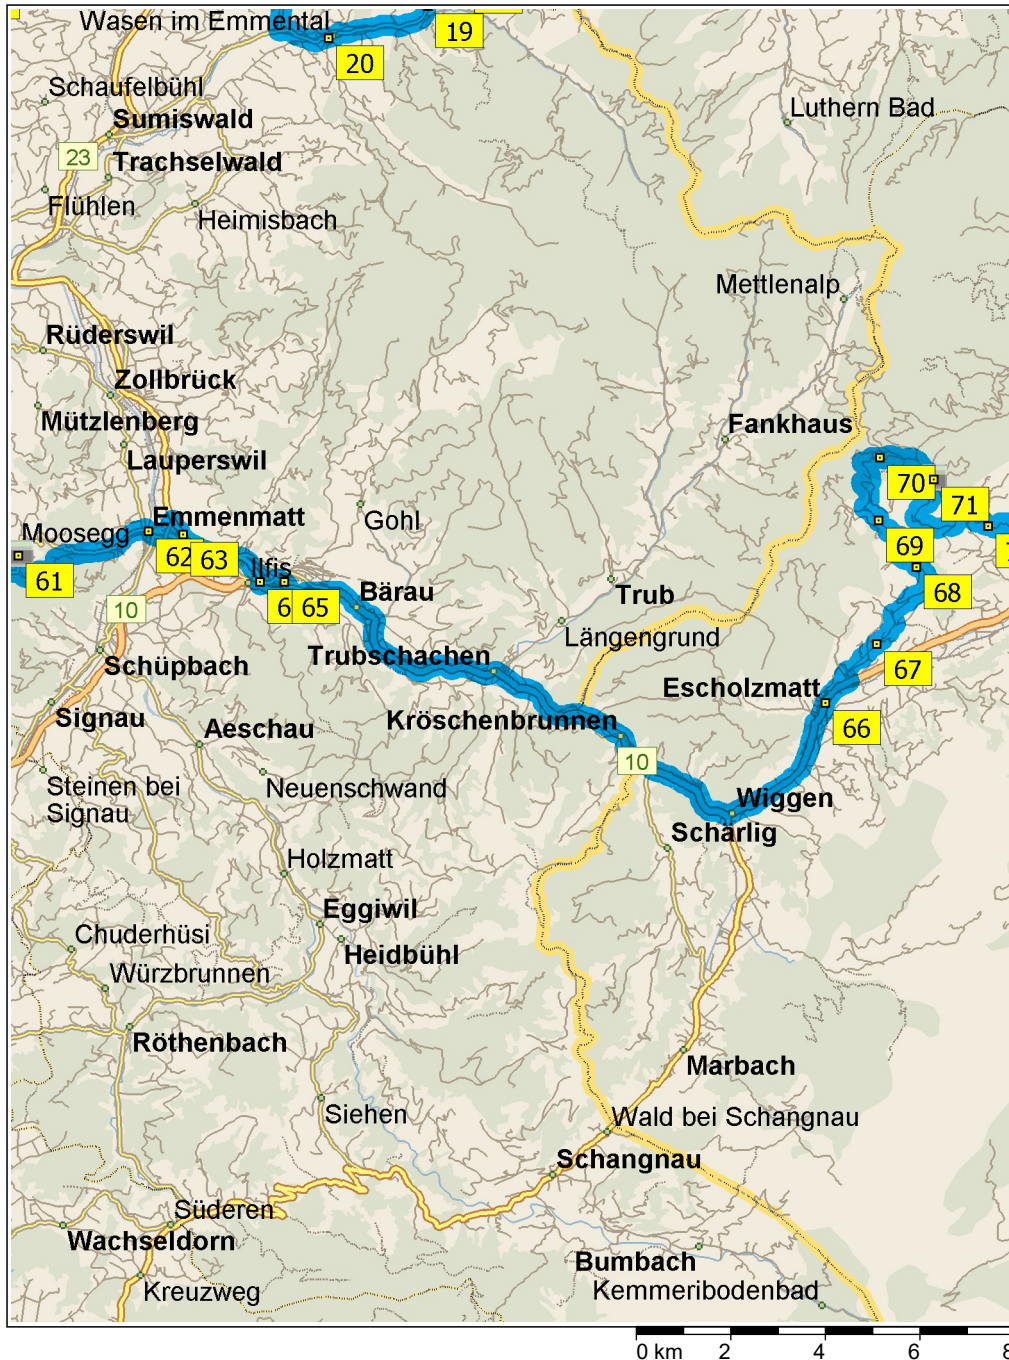 Wasen im Emmental
19
20
Schaufelbühl
Luthern Bad
Sumiswald
23
Trachselwald
Flühlen
Heimisbach
Mettlenalp
Rüderswil
Zollbrück
Mützlenberg
Fankhaus
Lauperswil
70
71
Gohl
Emmenmatt
Moosegg
62
63
69
61
Ilfis
68
6
65
Bärau
Trub
10
Längengrund
Schüpbach
Trubschachen
67
Escholzmatt
Signau
Kröschenbrunnen
66
Aeschau
10
Steinen bei
Signau
Neuenschwand
Wiggen
Schärlig
Holzmatt
Eggiwil
Chuderhüsi
Heidbühl
Würzbrunnen
Röthenbach
Marbach
Siehen
Wald bei Schangnau
Schangnau
Süderen
Wachseldorn
Bumbach
Kreuzweg
Kemmeribodenbad
0 km 2 4 6 8